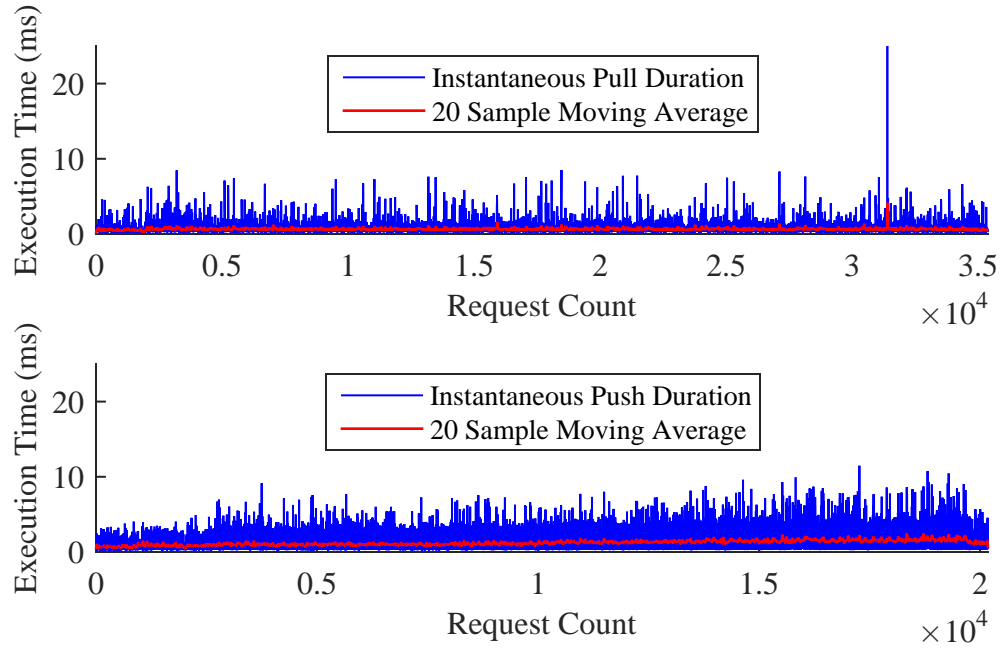 Execution Time (ms)
20
10
0
Instantaneous Pull Duration
20 Sample Moving Average
0 0.5 1 1.5 2 2.5 3 3.5
Request Count
×10^4
Execution Time (ms)
20
10
0
Instantaneous Push Duration
20 Sample Moving Average
0 0.5 1 1.5 2
Request Count
×10^4